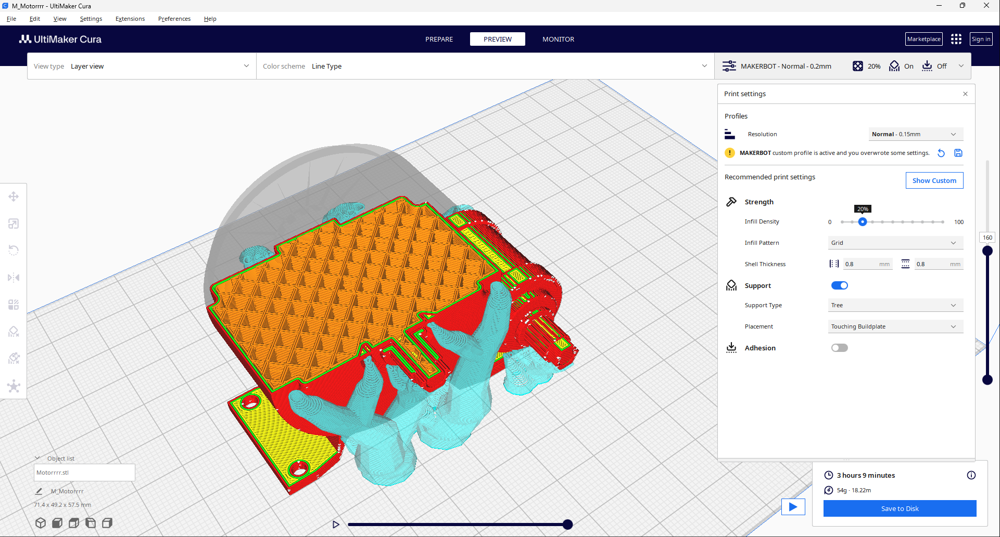 M_Motorrrr - UltiMaker Cura
File Edit View Settings Extensions Preferences Help
UltiMaker Cura
PREPARE PREVIEW MONITOR
Marketplace Sign in
View type Layer view
Color scheme Line Type
MAKERBOT - Normal - 0.2mm 20% On Off
Print settings
Profiles
Resolution Normal - 0.15mm
! MAKERBOT custom profile is active and you overwrote some settings.
Recommended print settings
Show Custom
Strength
20%
Infill Density 0 100
160
Infill Pattern Grid
Shell Thickness 0.8 mm 0.8 mm
Support
Support Type Tree
Placement Touching Buildplate
Adhesion
Object list
Motorrrr.stl
M_Motorrrr
71.4 x 49.2 x 57.5 mm
3 hours 9 minutes
54g · 18.22m
Save to Disk